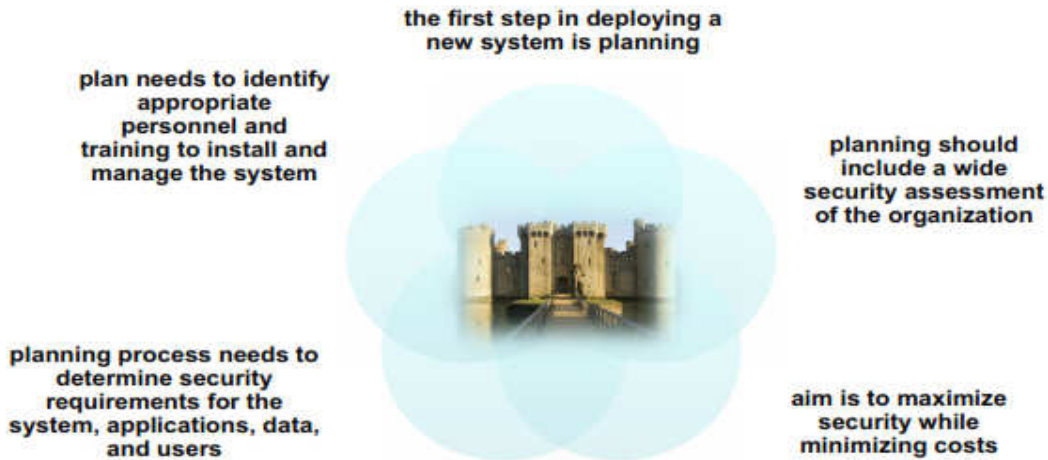 the first step in deploying a
new system is planning
plan needs to identify
appropriate
personnel and
training to install and
manage the system
planning should
include a wide
security assessment
of the organization
planning process needs to
determine security
requirements for the
system, applications, data,
and users
aim is to maximize
security while
minimizing costs